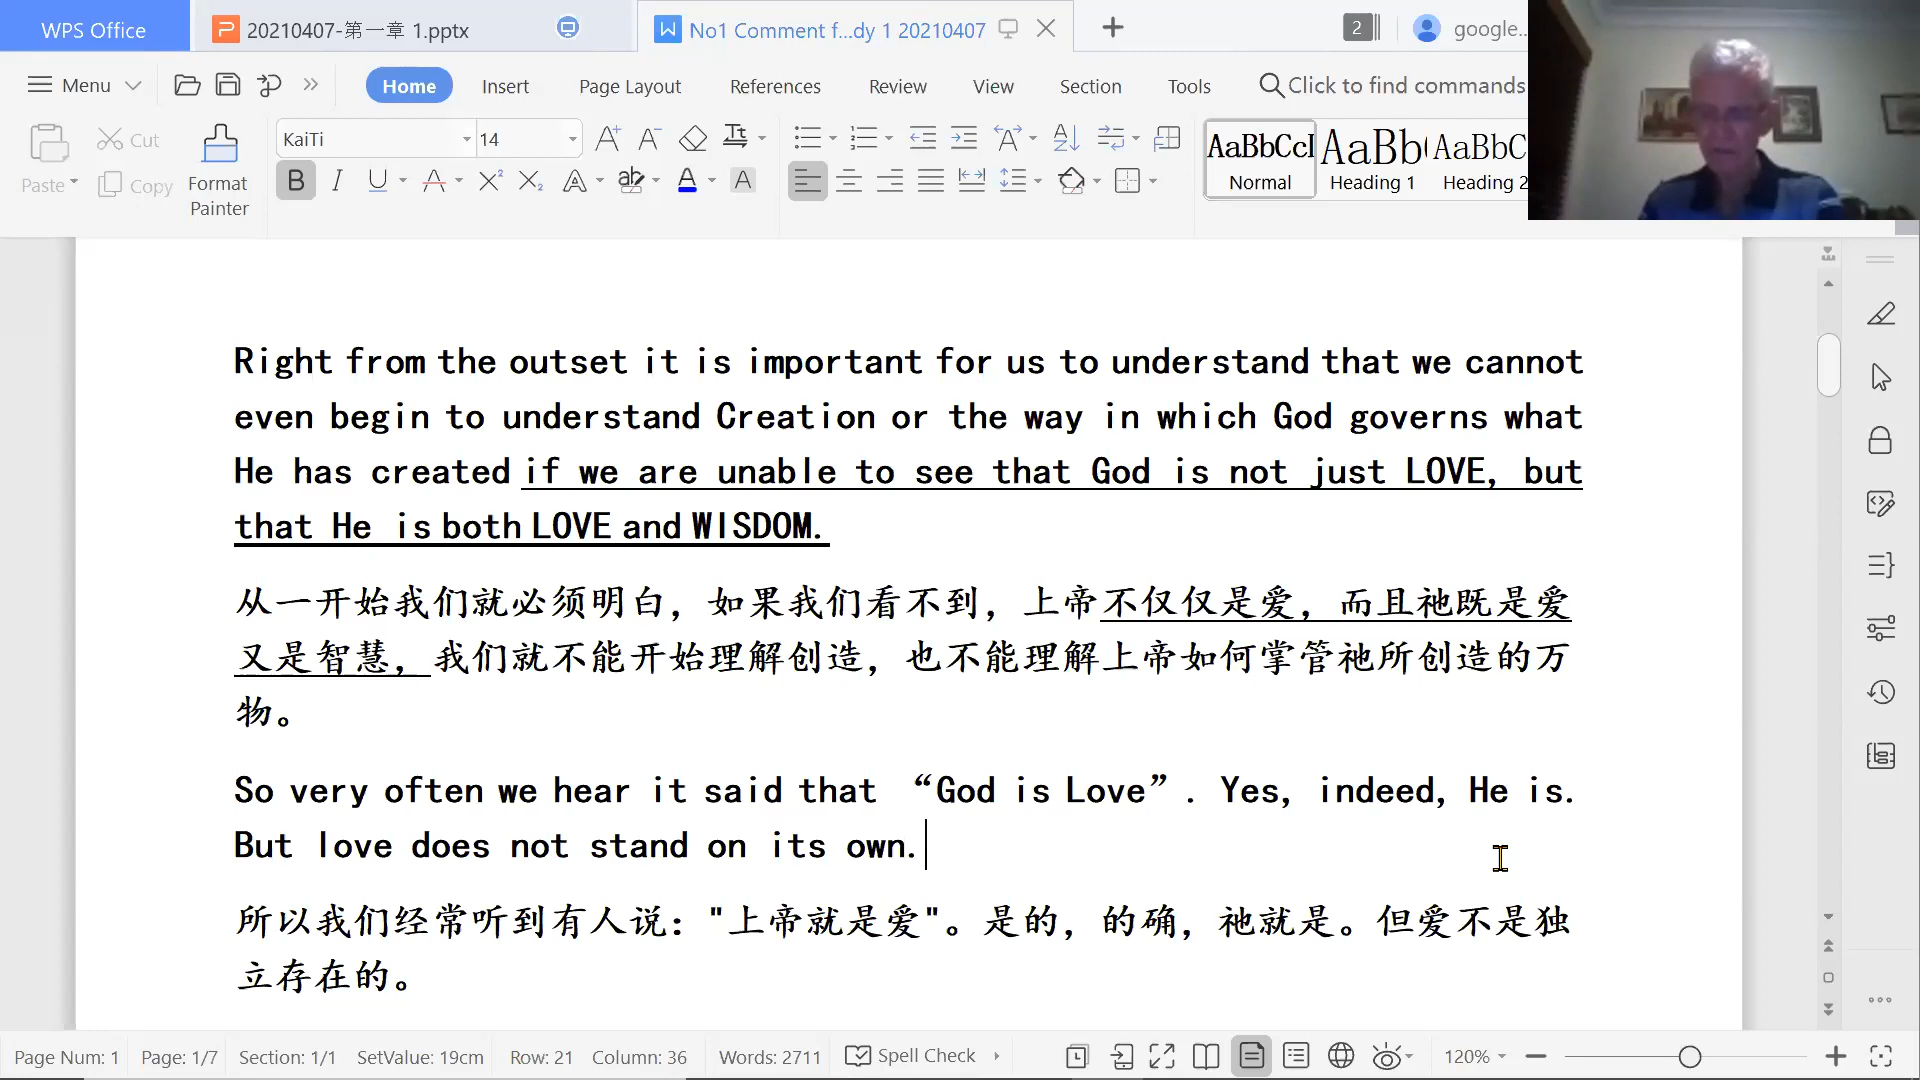 WPS Office
20210407-第一章 1.pptx
No1 Comment f...dy 1 20210407
2
google...
Menu
Home
Insert
Page Layout
References
Review
View
Section
Tools
Click to find commands
Paste
Cut
Copy
Format
Painter
KaiTi
14
AaBbCcI
Normal
AaBb(
Heading 1
AaBbC
Heading 2
Right from the outset it is important for us to understand that we cannot
even begin to understand Creation or the way in which God governs what
He has created if we are unable to see that God is not just LOVE, but
that He is both LOVE and WISDOM.
从一开始我们就必须明白，如果我们看不到，上帝不仅仅是爱，而且祂既是爱
又是智慧，我们就不能开始理解创造，也不能理解上帝如何掌管祂所创造的万
物。
So very often we hear it said that “God is Love”. Yes, indeed, He is.
But love does not stand on its own.
所以我们经常听到有人说："上帝就是爱"。是的，的确，祂就是。但爱不是独
立存在的。
Page Num: 1
Page: 1/7
Section: 1/1
SetValue: 19cm
Row: 21
Column: 36
Words: 2711
Spell Check
120%